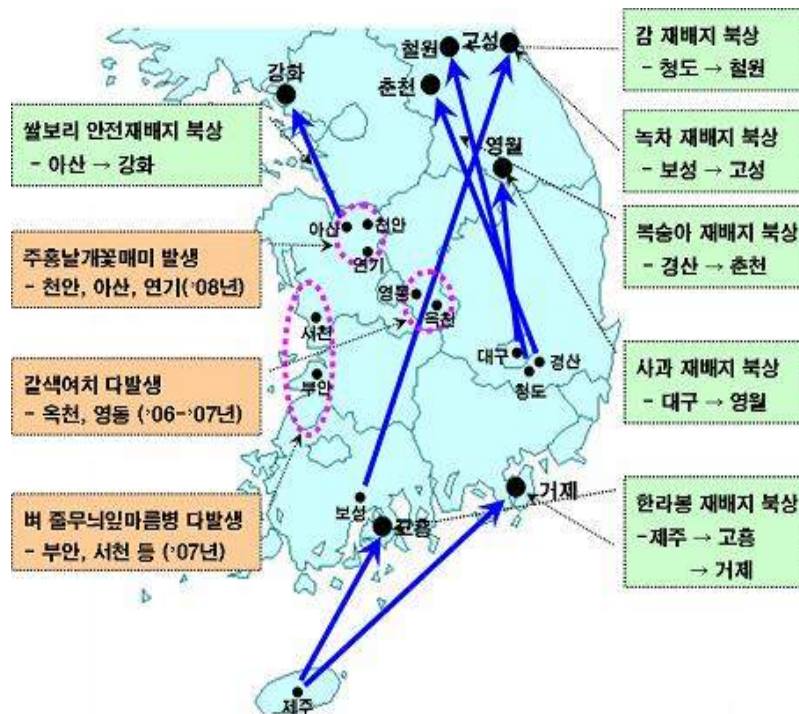 쌀보리 안전재배지 북상
- 아산 → 강화
주홍날개꽃매미 발생
- 천안, 아산, 연기('08년)
갈색여치 다발생
- 옥천, 영동 ('06-'07년)
벼 줄무늬잎마름병 다발생
- 부안, 서천 등 ('07년)
강화
철원
고성
춘천
영월
아산
천안
연기
영동
옥천
서천
부안
대구
경산
청도
보성
고흥
거제
제주
감 재배지 북상
- 청도 → 철원
녹차 재배지 북상
- 보성 → 고성
복숭아 재배지 북상
- 경산 → 춘천
사과 재배지 북상
- 대구 → 영월
한라봉 재배지 북상
-제주 → 고흥
→ 거제